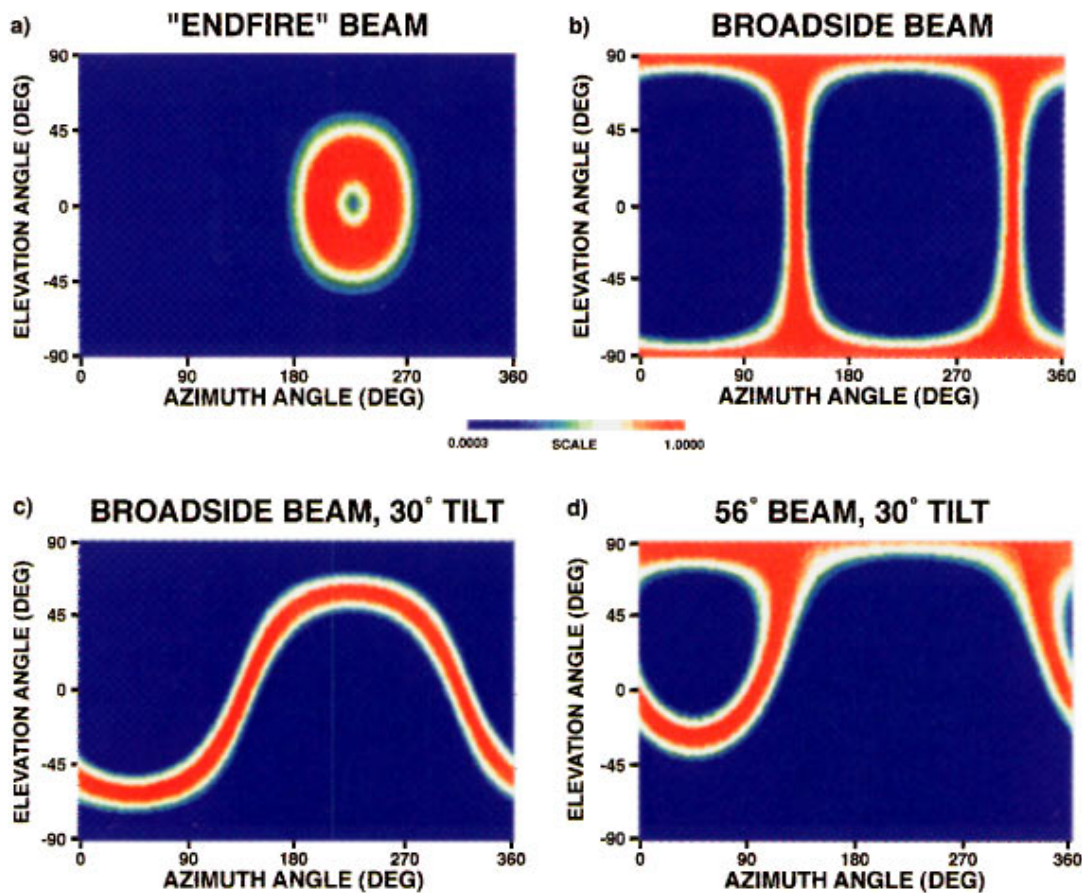 a) "ENDFIRE" BEAM
ELEVATION ANGLE (DEG)
90
45
0
-45
-90
0 90 180 270 360
AZIMUTH ANGLE (DEG)
b) BROADSIDE BEAM
ELEVATION ANGLE (DEG)
90
45
0
-45
-90
0 90 180 270 360
AZIMUTH ANGLE (DEG)
0.0003 SCALE 1.0000
c) BROADSIDE BEAM, 30° TILT
ELEVATION ANGLE (DEG)
90
45
0
-45
-90
0 90 180 270 360
AZIMUTH ANGLE (DEG)
d) 56° BEAM, 30° TILT
ELEVATION ANGLE (DEG)
90
45
0
-45
-90
0 90 180 270 360
AZIMUTH ANGLE (DEG)